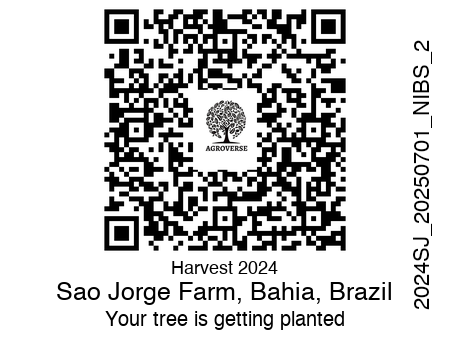 AGROVERSE
Harvest 2024
Sao Jorge Farm, Bahia, Brazil
Your tree is getting planted
2024SJ_20250701_NIBS_2